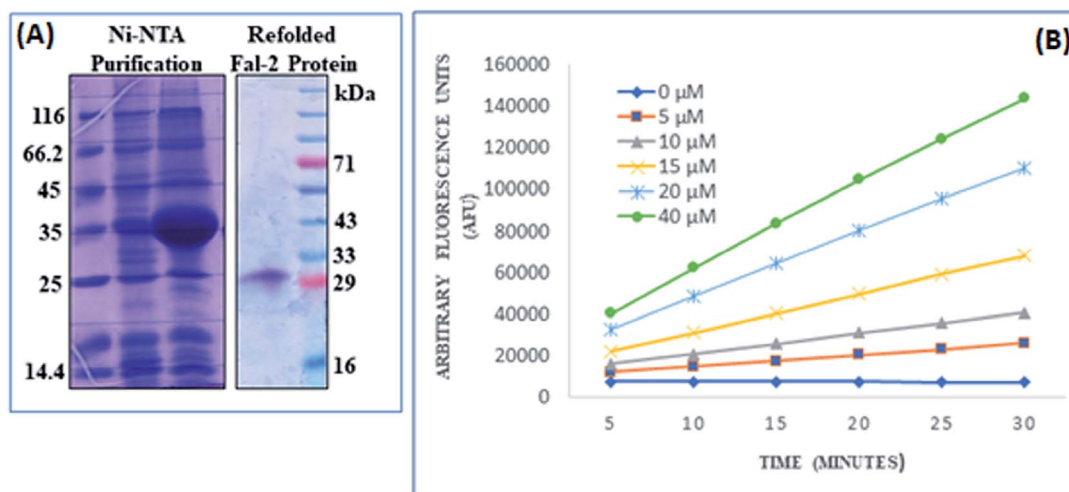 (A)
Ni-NTA
Purification
Refolded
Fal-2 Protein
kDa
116
66.2
45
35
25
14.4
71
43
33
29
16
(B)
ARBITRARY FLUORESCENCE UNITS
(AFU)
160000
140000
120000
100000
80000
60000
40000
20000
0
0 µM
5 µM
10 µM
15 µM
20 µM
40 µM
5 10 15 20 25 30
TIME (MINUTES)